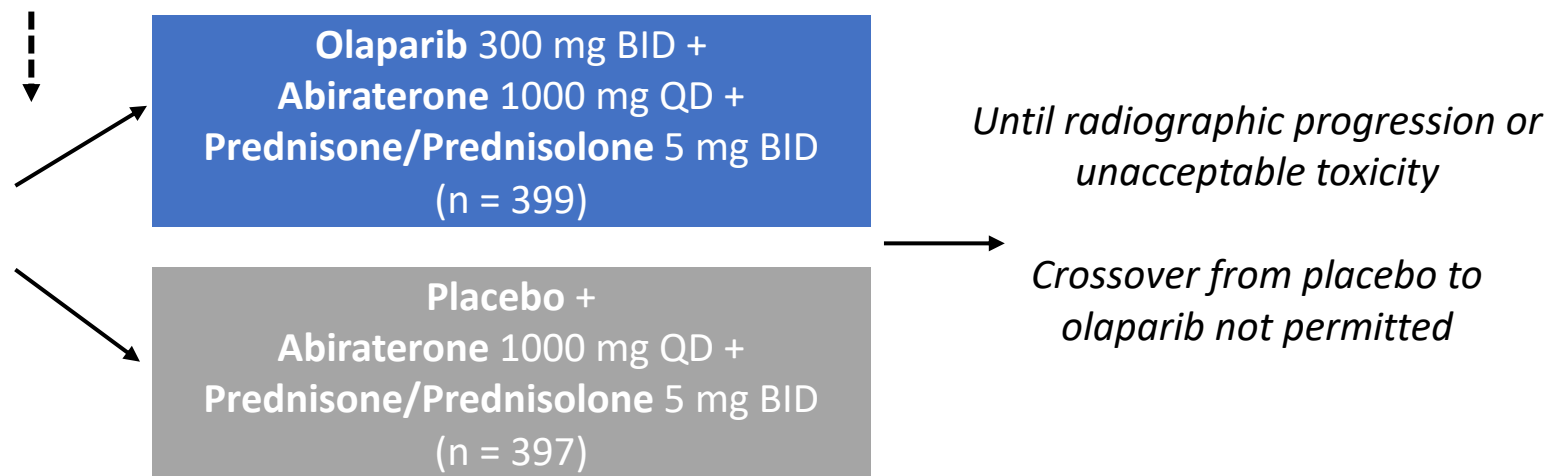 Olaparib 300 mg BID +
Abiraterone 1000 mg QD +
Prednisone/Prednisolone 5 mg BID
(n = 399)
Placebo +
Abiraterone 1000 mg QD +
Prednisone/Prednisolone 5 mg BID
(n = 397)
Until radiographic progression or
unacceptable toxicity
Crossover from placebo to
olaparib not permitted